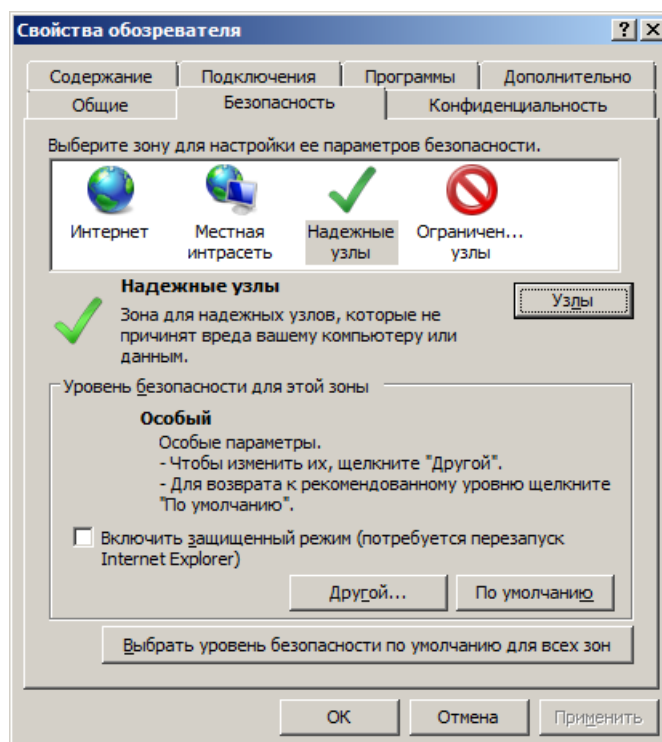 Свойства обозревателя
Содержание Подключения Программы Дополнительно
Общие Безопасность Конфиденциальность
Выберите зону для настройки ее параметров безопасности.
Интернет Местная интрасеть Надежные узлы Ограничен... узлы
Надежные узлы
Узлы
Зона для надежных узлов, которые не
причинят вреда вашему компьютеру или
данным.
Уровень безопасности для этой зоны
Особый
Особые параметры.
- Чтобы изменить их, щелкните "Другой".
- Для возврата к рекомендованному уровню щелкните
"По умолчанию".
Включить защищенный режим (потребуется перезапуск
Internet Explorer)
Другой... По умолчанию
Выбрать уровень безопасности по умолчанию для всех зон
ОК Отмена Применить